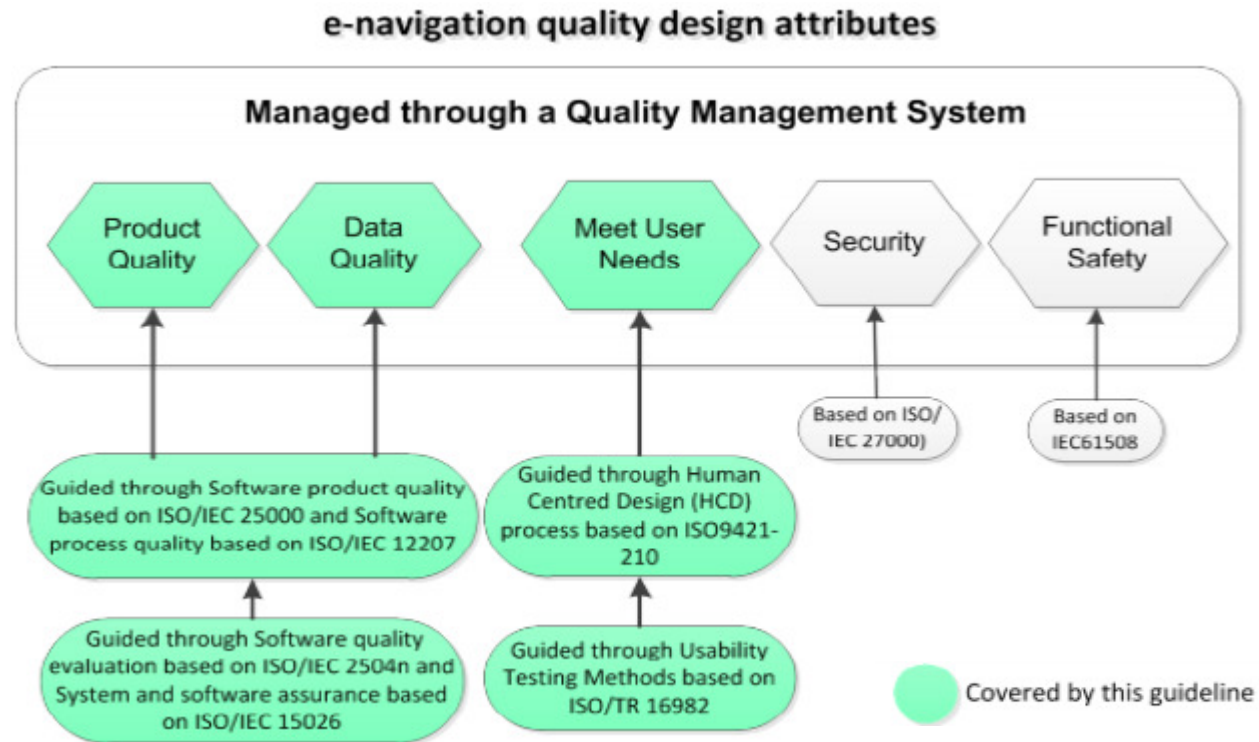 e-navigation quality design attributes
Managed through a Quality Management System
Product
Quality
Data
Quality
Meet User
Needs
Security
Functional
Safety
Based on ISO/
IEC 27000)
Based on
IEC61508
Guided through Software product quality
based on ISO/IEC 25000 and Software
process quality based on ISO/IEC 12207
Guided through Human
Centred Design (HCD)
process based on ISO9421-
210
Guided through Software quality
evaluation based on ISO/IEC 2504n and
System and software assurance based
on ISO/IEC 15026
Guided through Usability
Testing Methods based on
ISO/TR 16982
Covered by this guideline